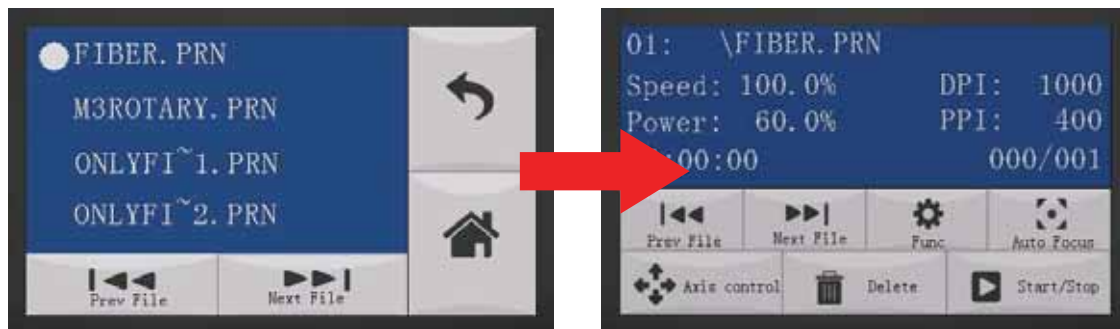 FIBER. PRN
M3ROTARY. PRN
ONLYFI~1. PRN
ONLYFI~2. PRN
Prev File
Next File
01: \FIBER. PRN
Speed: 100. 0% DPI: 1000
Power: 60. 0% PPI: 400
:00:00 000/001
Prev File
Next File
Func
Auto Focus
Axis control
Delete
Start/Stop